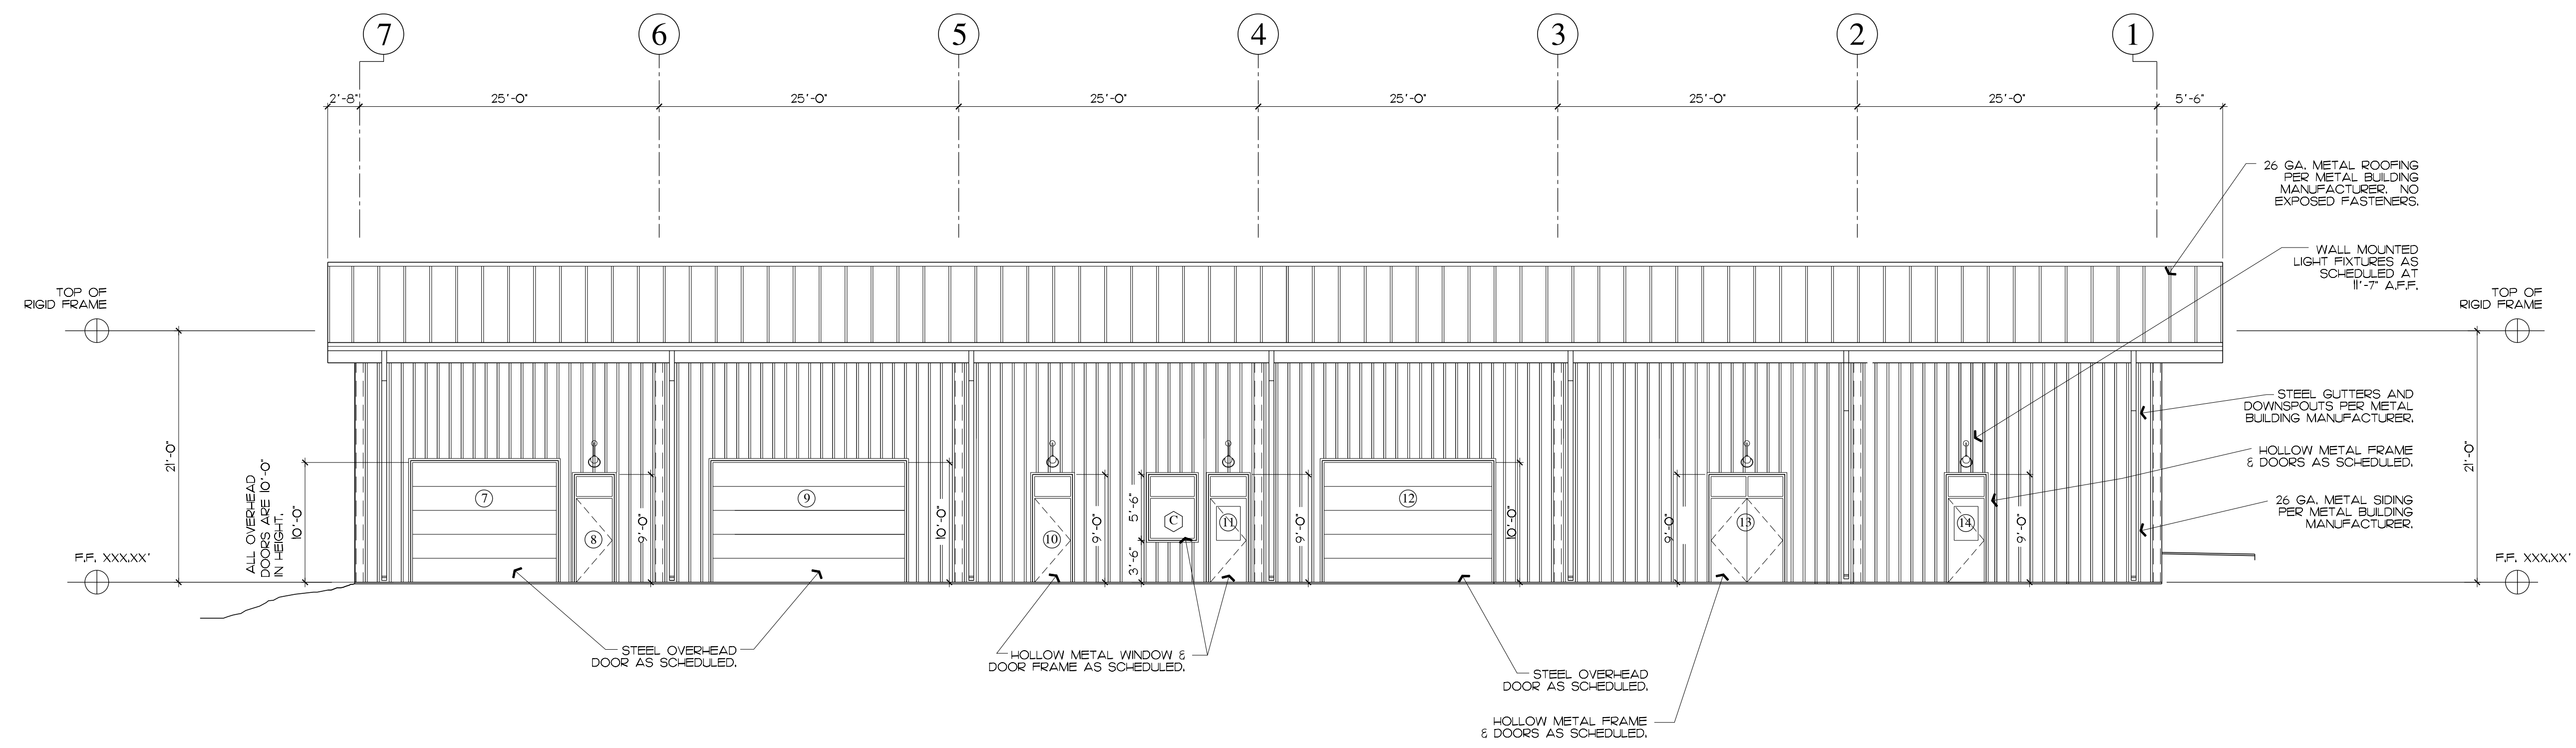 7 6 5 4 3 2 1
2'-8" 25'-0" 25'-0" 25'-0" 25'-0" 25'-0" 25'-0" 5'-6"
26 GA. METAL ROOFING
PER METAL BUILDING
MANUFACTURER. NO
EXPOSED FASTENERS.
WALL MOUNTED
LIGHT FIXTURES AS
SCHEDULED AT
11'-7" A.F.F.
TOP OF
RIGID FRAME
TOP OF
RIGID FRAME
STEEL GUTTERS AND
DOWNSPOUTS PER METAL
BUILDING MANUFACTURER.
HOLLOW METAL FRAME
& DOORS AS SCHEDULED.
26 GA. METAL SIDING
PER METAL BUILDING
MANUFACTURER.
21'-0"
ALL OVERHEAD
DOORS ARE 10'-0"
IN HEIGHT.
10'-0"
7
8
9'-0"
9
10'-0"
10
9'-0"
5'-6"
3'-6"
C
11
9'-0"
12
10'-0"
9'-0"
13
14
9'-0"
21'-0"
F.F. XXX.XX'
F.F. XXX.XX'
STEEL OVERHEAD
DOOR AS SCHEDULED.
HOLLOW METAL WINDOW &
DOOR FRAME AS SCHEDULED.
STEEL OVERHEAD
DOOR AS SCHEDULED.
HOLLOW METAL FRAME
& DOORS AS SCHEDULED.